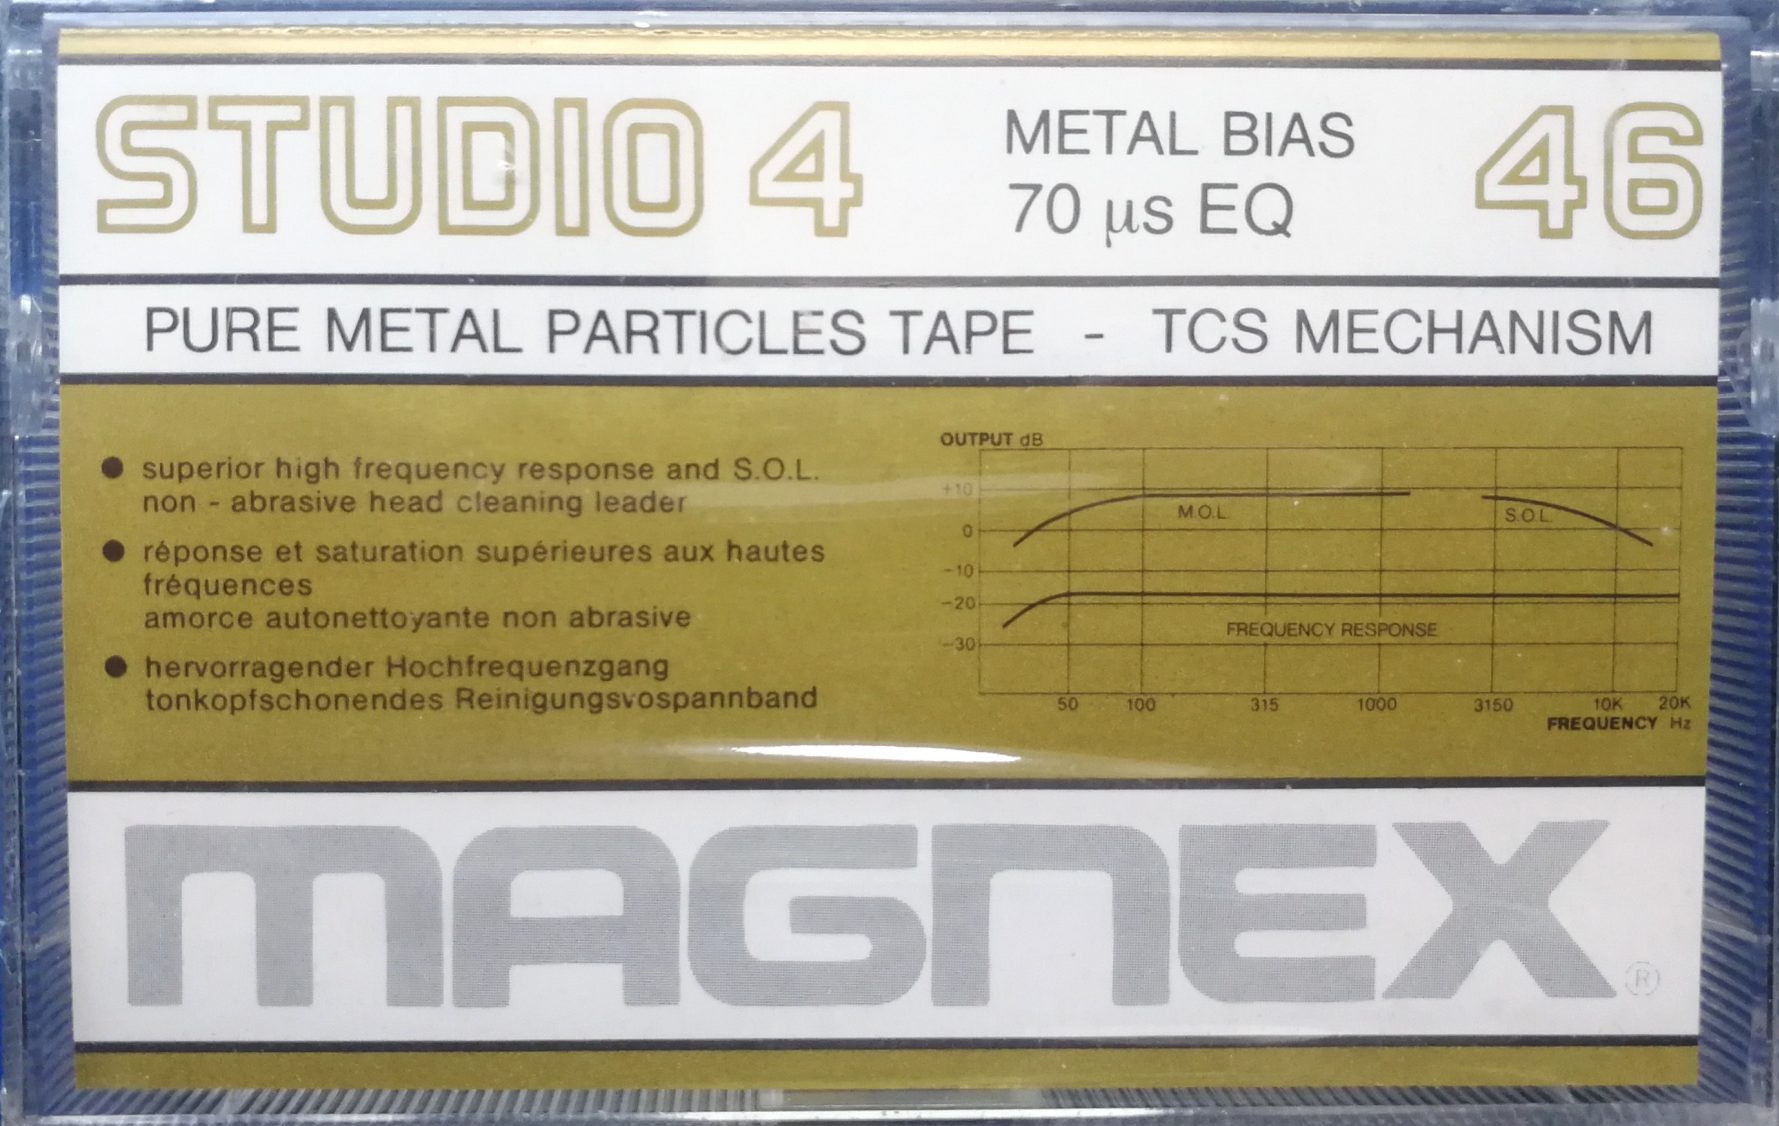 STUDIO 4 METAL BIAS 46
70 µs EQ
PURE METAL PARTICLES TAPE - TCS MECHANISM
● superior high frequency response and S.O.L.
non - abrasive head cleaning leader
● réponse et saturation supérieures aux hautes
fréquences
amorce autonettoyante non abrasive
● hervorragender Hochfrequenzgang
tonkopfschonendes Reinigungsvospannband
OUTPUT dB
+10
0
-10
-20
-30
M.O.L.
S.O.L.
FREQUENCY RESPONSE
50 100 315 1000 3150 10K 20K
FREQUENCY Hz
MAGNEX ®